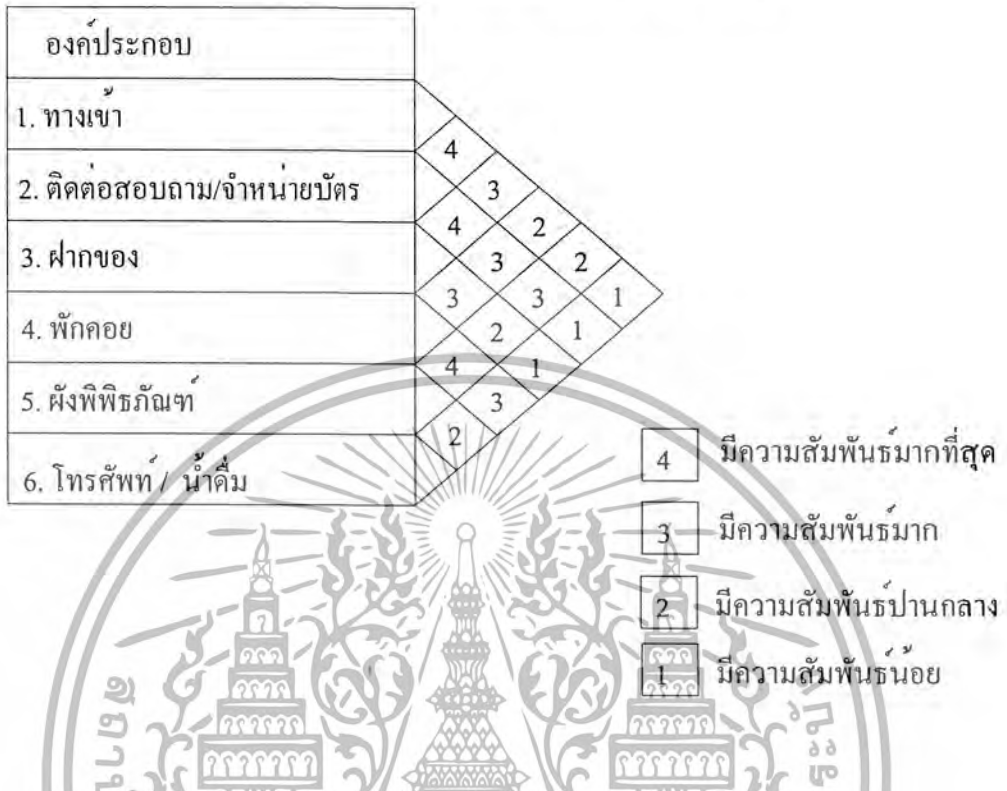 องค์ประกอบ
1. ทางเข้า
4
3
2. ติดต่อสอบถาม/จำหน่ายบัตร
4 2
3. ฝากของ
3 2
3 3 1
4. พักคอย
2 1
4 1
5. ผังพิพิธภัณฑ์
3
2
6. โทรศัพท์ / น้ำดื่ม
4 มีความสัมพันธ์มากที่สุด
3 มีความสัมพันธ์มาก
2 มีความสัมพันธ์ปานกลาง
1 มีความสัมพันธ์น้อย